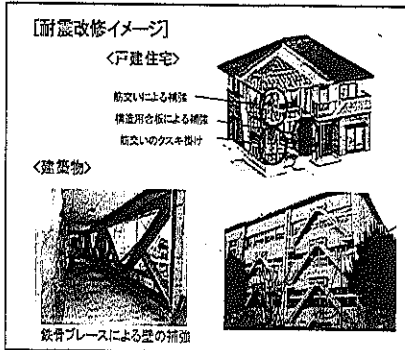 ［耐震改修イメージ］
＜戸建住宅＞
筋交いによる補強
構造用合板による補強
筋交いのタスキ掛け
＜建築物＞
鉄骨ブレースによる壁の補強